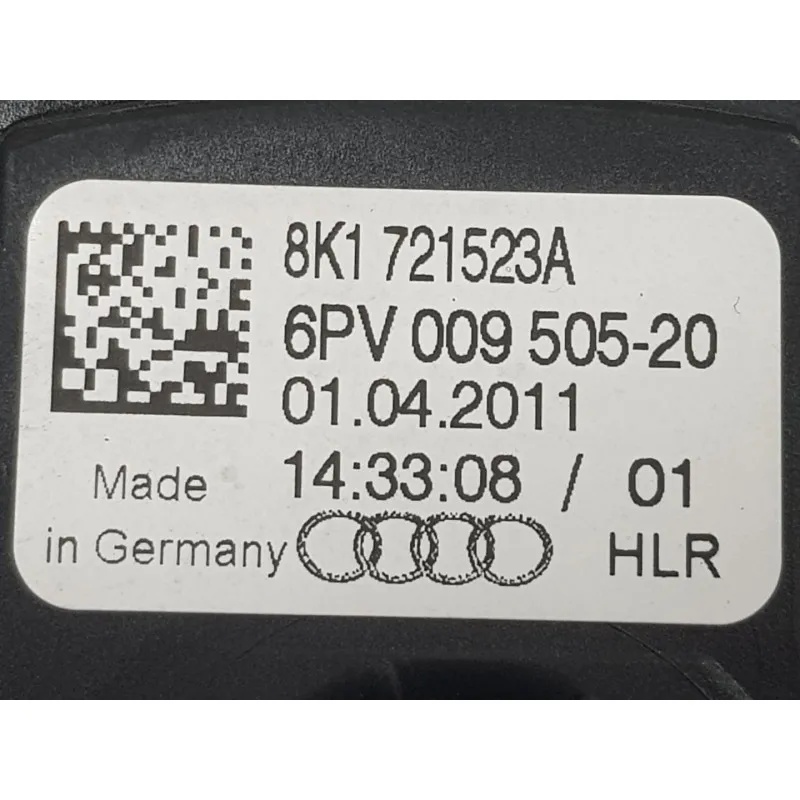 8K1 721523A
6PV 009 505-20
01.04.2011
14:33:08 / 01
Made
in Germany
HLR